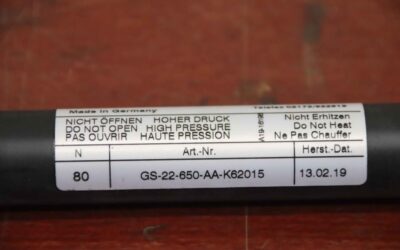 Made in Germany
NICHT ÖFFNEN HOHER DRUCK
DO NOT OPEN HIGH PRESSURE
PAS OUVRIR HAUTE PRESSION
Nicht Erhitzen
Do Not Heat
Ne Pas Chauffer
N Art.-Nr. Herst.-Dat.
80 GS-22-650-AA-K62015 13.02.19